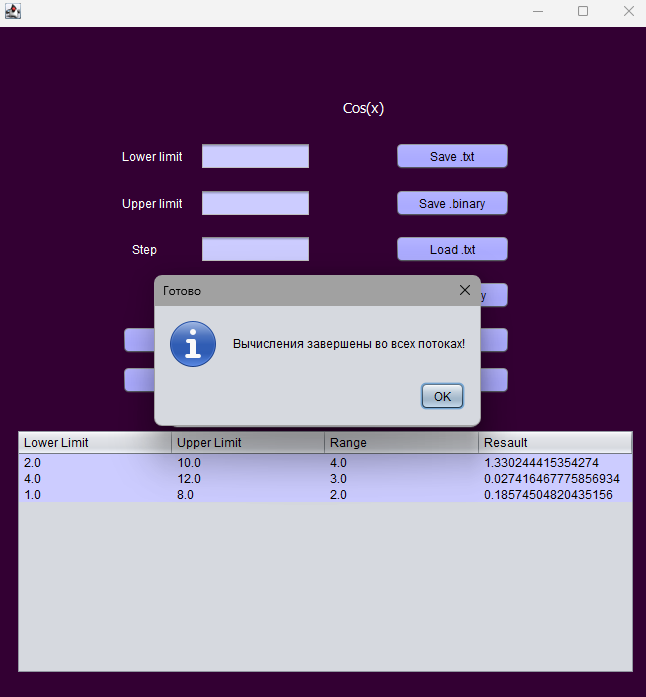 Cos(x)
Lower limit
Save .txt
Upper limit
Save .binary
Step
Load .txt
Готово
Вычисления завершены во всех потоках!
OK
Lower Limit Upper Limit Range Resault
2.0 10.0 4.0 1.330244415354274
4.0 12.0 3.0 0.027416467775856934
1.0 8.0 2.0 0.18574504820435156